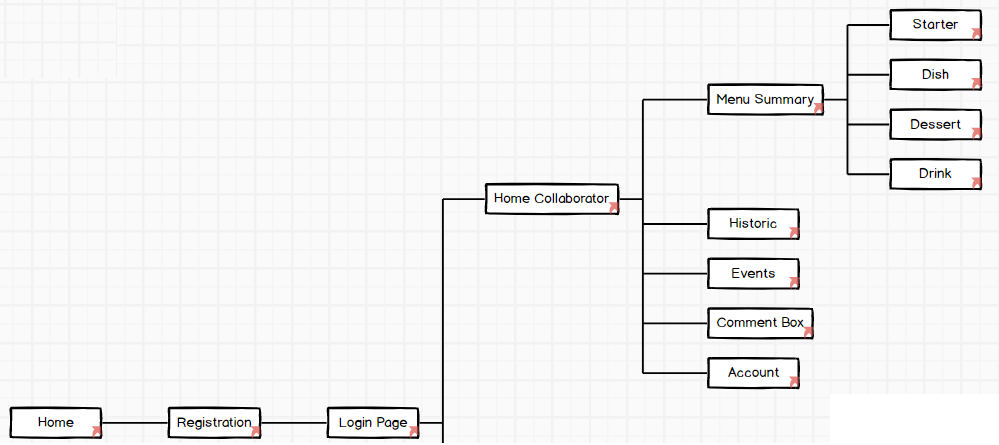 Starter
Dish
Menu Summary
Dessert
Drink
Home Collaborator
Historic
Events
Comment Box
Account
Home
Registration
Login Page